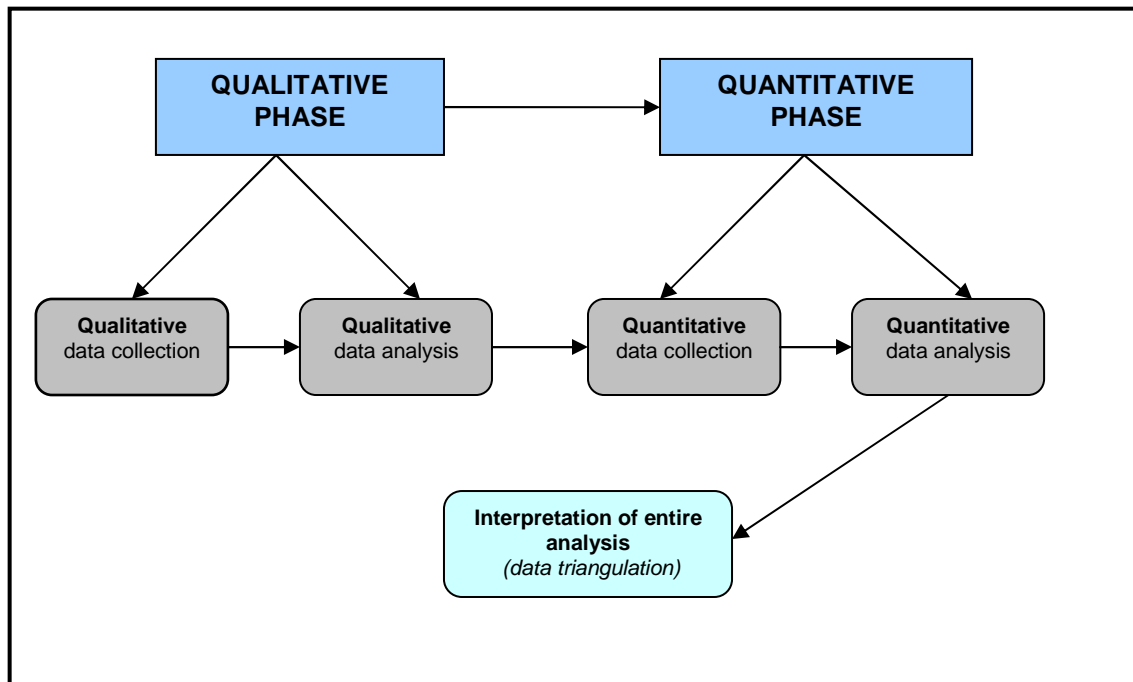 QUALITATIVE
PHASE
QUANTITATIVE
PHASE
Qualitative
data collection
Qualitative
data analysis
Quantitative
data collection
Quantitative
data analysis
Interpretation of entire
analysis
(data triangulation)